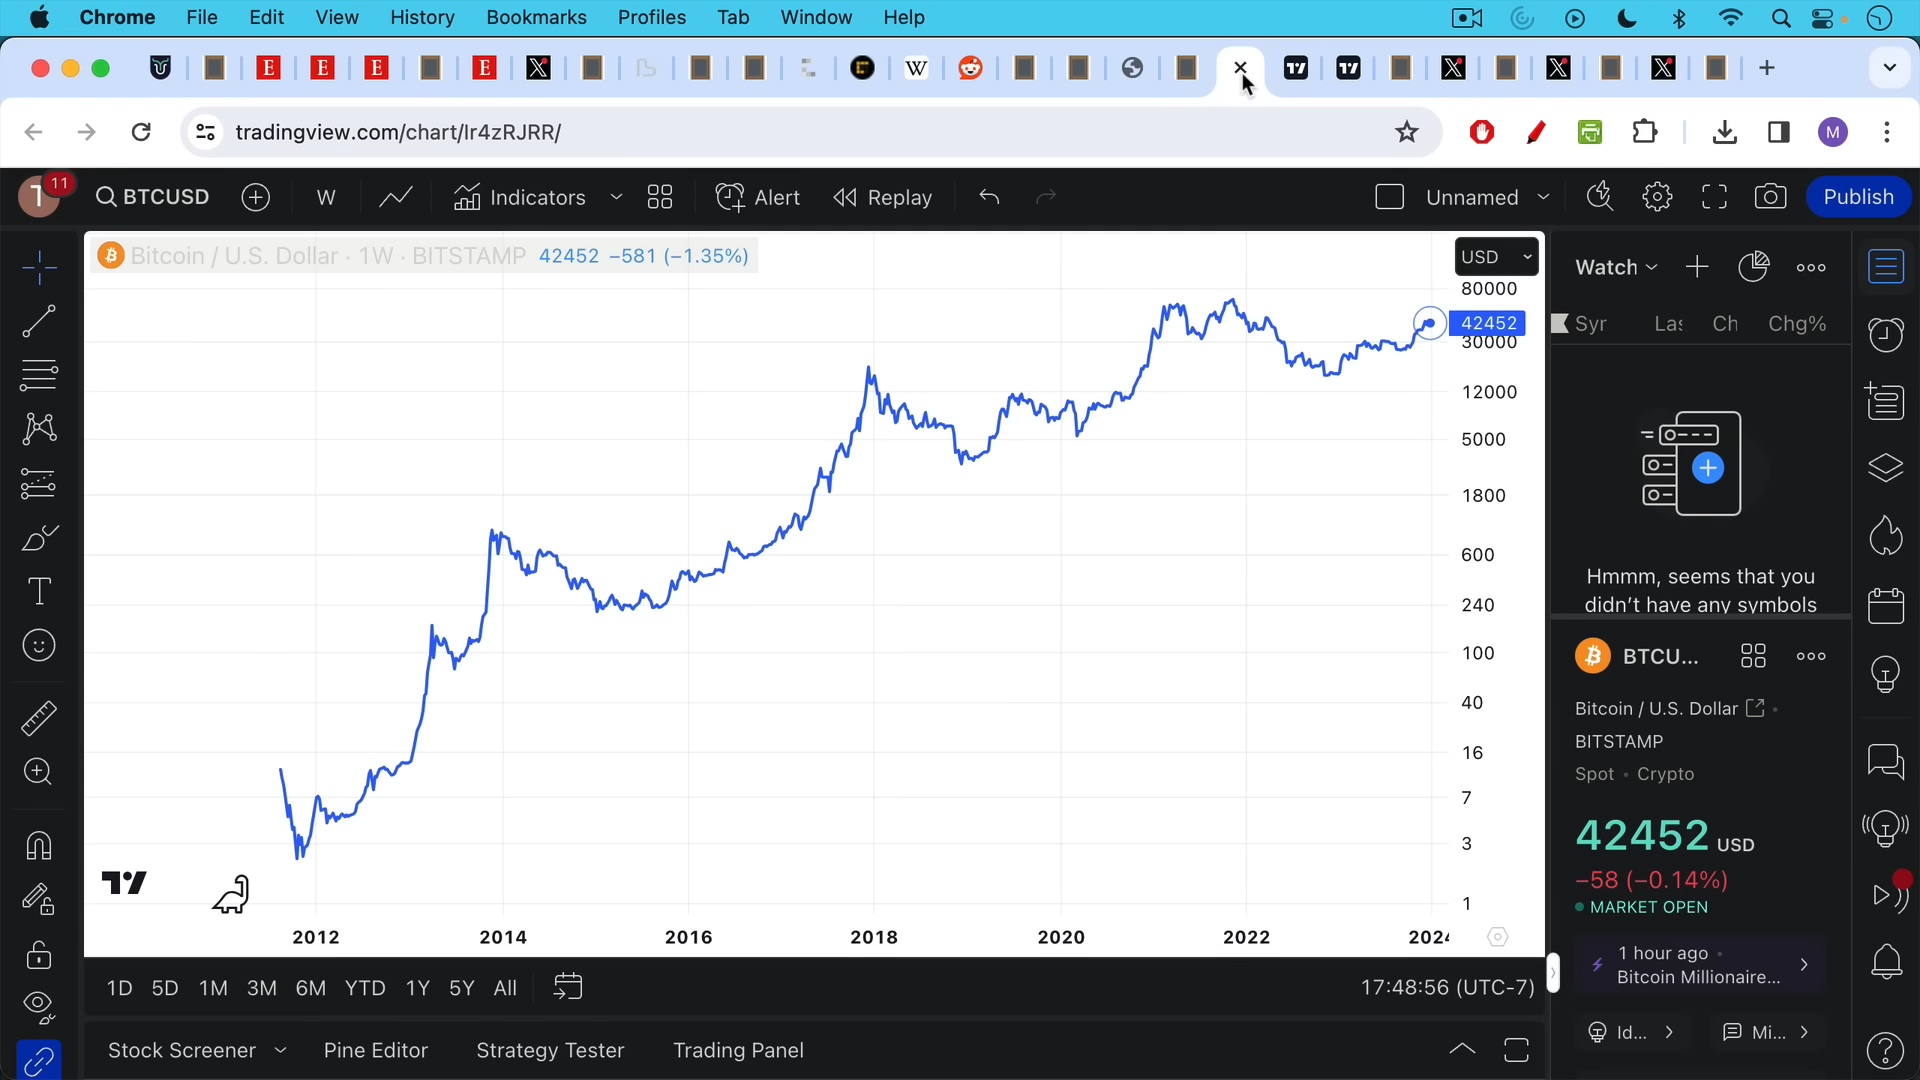 Chrome File Edit View History Bookmarks Profiles Tab Window Help
E E E E W
tradingview.com/chart/Ir4zRJRR/
M
T 11 BTCUSD W Indicators Alert Replay Unnamed Publish
Bitcoin / U.S. Dollar · 1W · BITSTAMP 42452 −581 (−1.35%)
USD
80000
42452
30000
12000
5000
1800
600
240
100
40
16
7
3
1
2012 2014 2016 2018 2020 2022 2024
1D 5D 1M 3M 6M YTD 1Y 5Y All
17:48:56 (UTC-7)
Stock Screener Pine Editor Strategy Tester Trading Panel
Watch
Syr Las Ch Chg%
Hmmm, seems that you
didn’t have any symbols
BTCU...
Bitcoin / U.S. Dollar
BITSTAMP
Spot • Crypto
42452 USD
−58 (−0.14%)
MARKET OPEN
1 hour ago •
Bitcoin Millionaire...
Id... Mi...